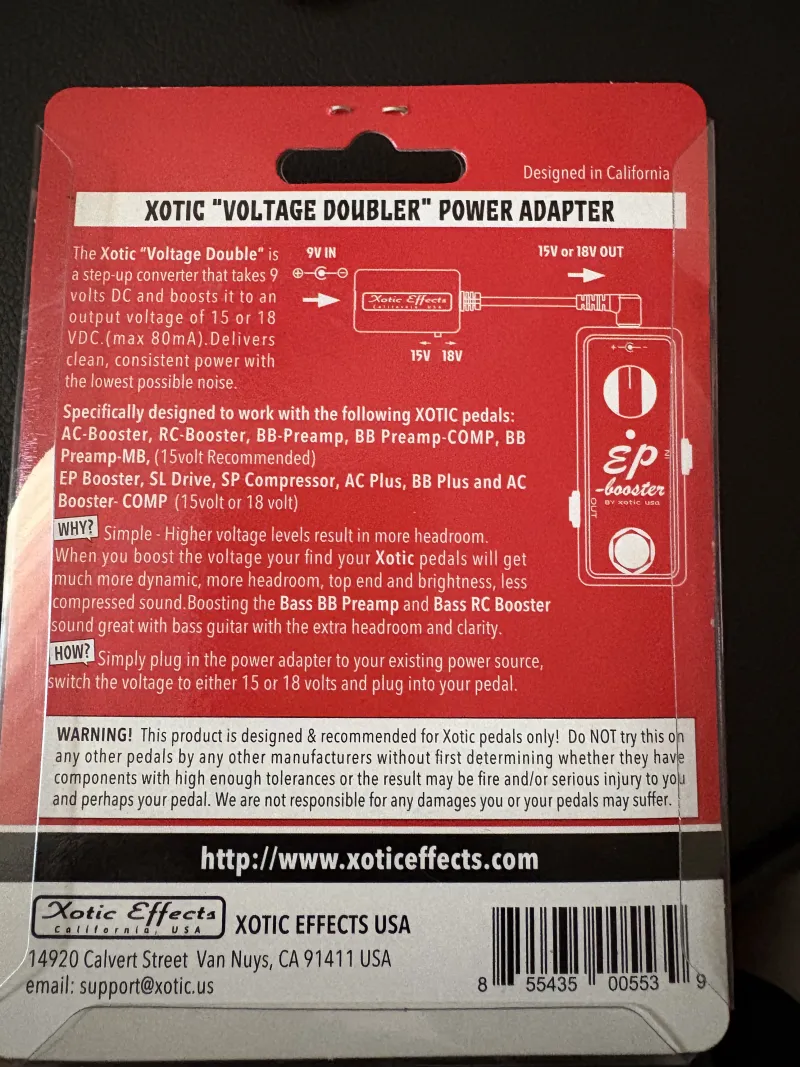 Designed in California
XOTIC "VOLTAGE DOUBLER" POWER ADAPTER
The Xotic "Voltage Double" is
a step-up converter that takes 9
volts DC and boosts it to an
output voltage of 15 or 18
VDC.(max 80mA).Delivers
clean, consistent power with
the lowest possible noise.
9V IN
15V or 18V OUT
Xotic Effects
California, USA
15V 18V
IN
EP
-booster
BY xotic usa
OUT
Specifically designed to work with the following XOTIC pedals:
AC-Booster, RC-Booster, BB-Preamp, BB Preamp-COMP, BB
Preamp-MB, (15volt Recommended)
EP Booster, SL Drive, SP Compressor, AC Plus, BB Plus and AC
Booster- COMP (15volt or 18 volt)
WHY? Simple - Higher voltage levels result in more headroom.
When you boost the voltage your find your Xotic pedals will get
much more dynamic, more headroom, top end and brightness, less
compressed sound.Boosting the Bass BB Preamp and Bass RC Booster
sound great with bass guitar with the extra headroom and clarity.
HOW? Simply plug in the power adapter to your existing power source,
switch the voltage to either 15 or 18 volts and plug into your pedal.
WARNING! This product is designed & recommended for Xotic pedals only! Do NOT try this on
any other pedals by any other manufacturers without first determining whether they have
components with high enough tolerances or the result may be fire and/or serious injury to you
and perhaps your pedal. We are not responsible for any damages you or your pedals may suffer.
http://www.xoticeffects.com
Xotic Effects
California, USA
XOTIC EFFECTS USA
14920 Calvert Street Van Nuys, CA 91411 USA
email: support@xotic.us
8 55435 00553 9